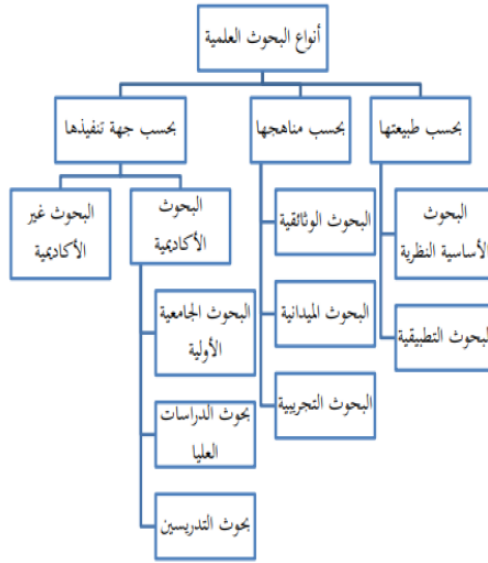 أنواع البحوث العلمية
بحسب طبيعتها
بحسب مناهجها
بحسب جهة تنفيذها
البحوث
الأساسية النظرية
البحوث التطبيقية
البحوث الوثائقية
البحوث الميدانية
البحوث التجريبية
البحوث
الأكاديمية
البحوث غير
الأكاديمية
البحوث الجامعية
الأولية
بحوث الدراسات
العليا
بحوث التدريسين